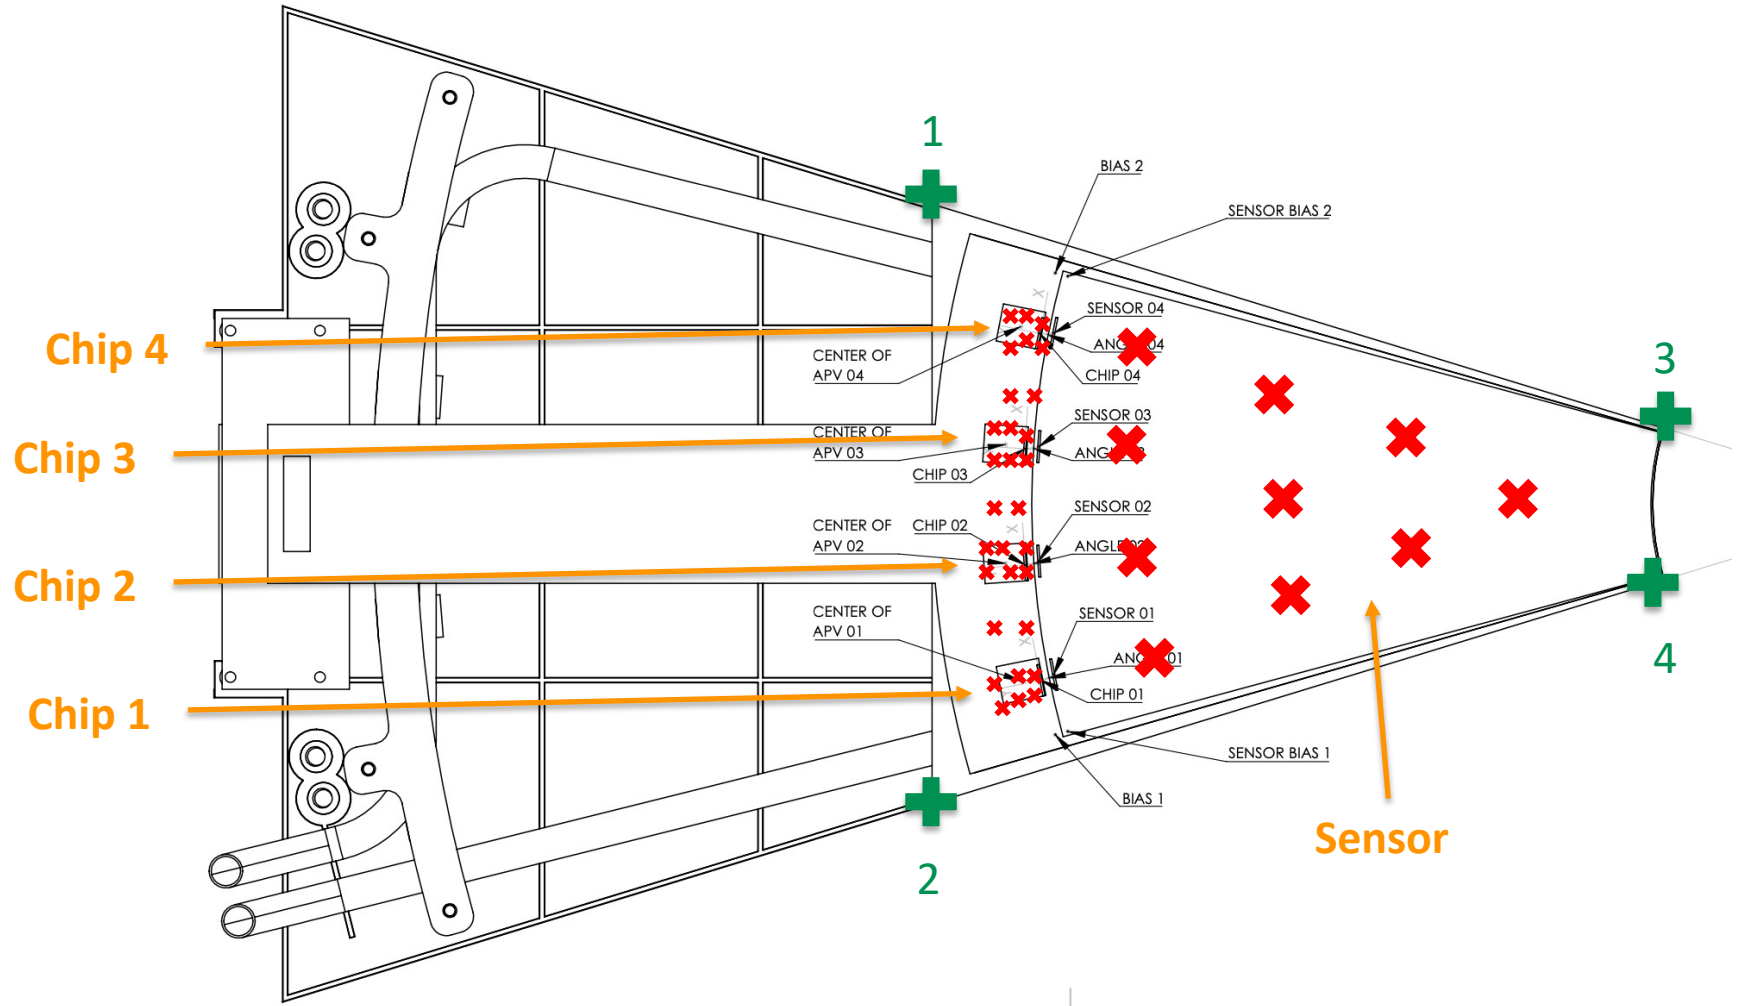 1
BIAS 2
SENSOR BIAS 2
X
SENSOR 04
Chip 4
CENTER OF
APV 04
CHIP 04
3
X
SENSOR 03
Chip 3
CENTER OF
APV 03
CHIP 03
SENSOR 02
CENTER OF
APV 02
CHIP 02
X
Chip 2
CENTER OF
APV 01
SENSOR 01
X
4
CHIP 01
Chip 1
SENSOR BIAS 1
BIAS 1
Sensor
2